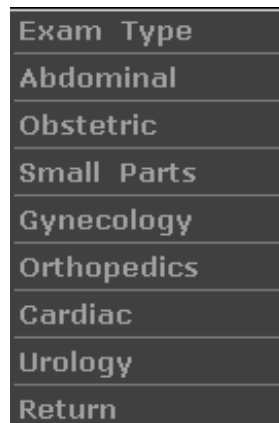 Exam Type
Abdominal
Obstetric
Small Parts
Gynecology
Orthopedics
Cardiac
Urology
Return